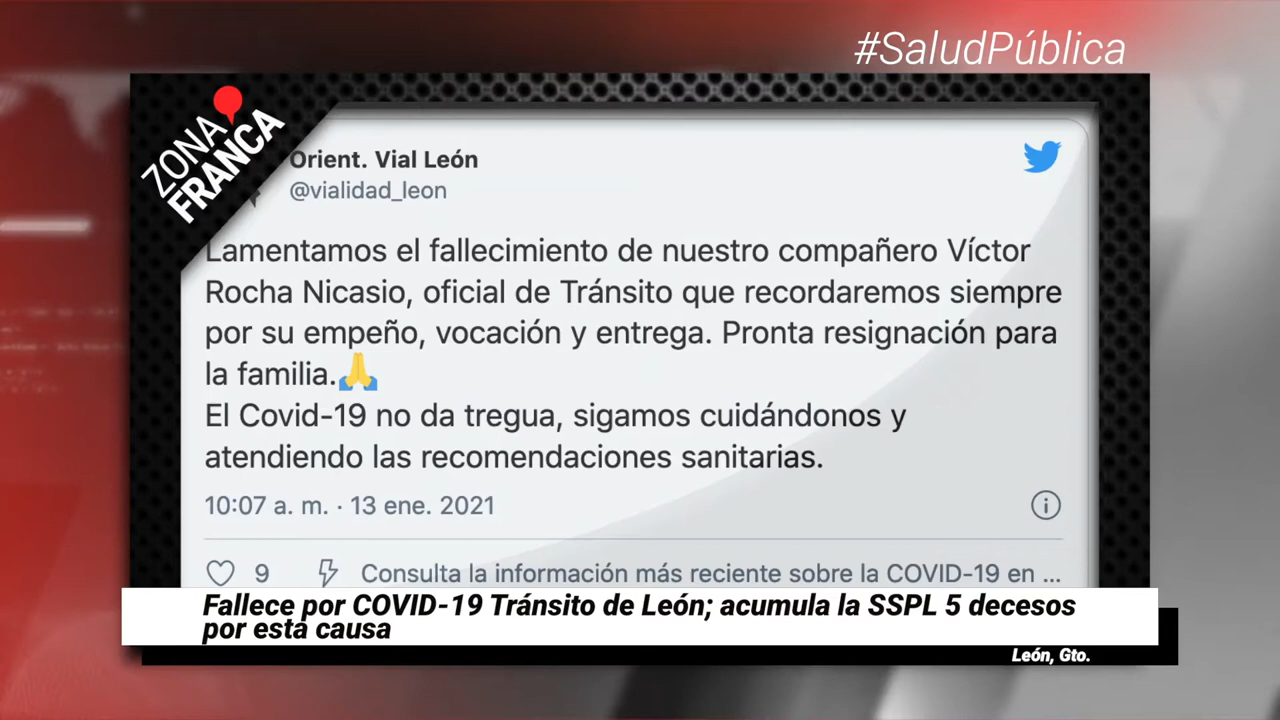 #SaludPública
ZONA
FRANCA
Orient. Vial León
@vialidad_leon
Lamentamos el fallecimiento de nuestro compañero Víctor
Rocha Nicasio, oficial de Tránsito que recordaremos siempre
por su empeño, vocación y entrega. Pronta resignación para
la familia.🙏
El Covid-19 no da tregua, sigamos cuidándonos y
atendiendo las recomendaciones sanitarias.
10:07 a. m. · 13 ene. 2021
9 Consulta la información más reciente sobre la COVID-19 en ...
Fallece por COVID-19 Tránsito de León; acumula la SSPL 5 decesos
por esta causa
León, Gto.